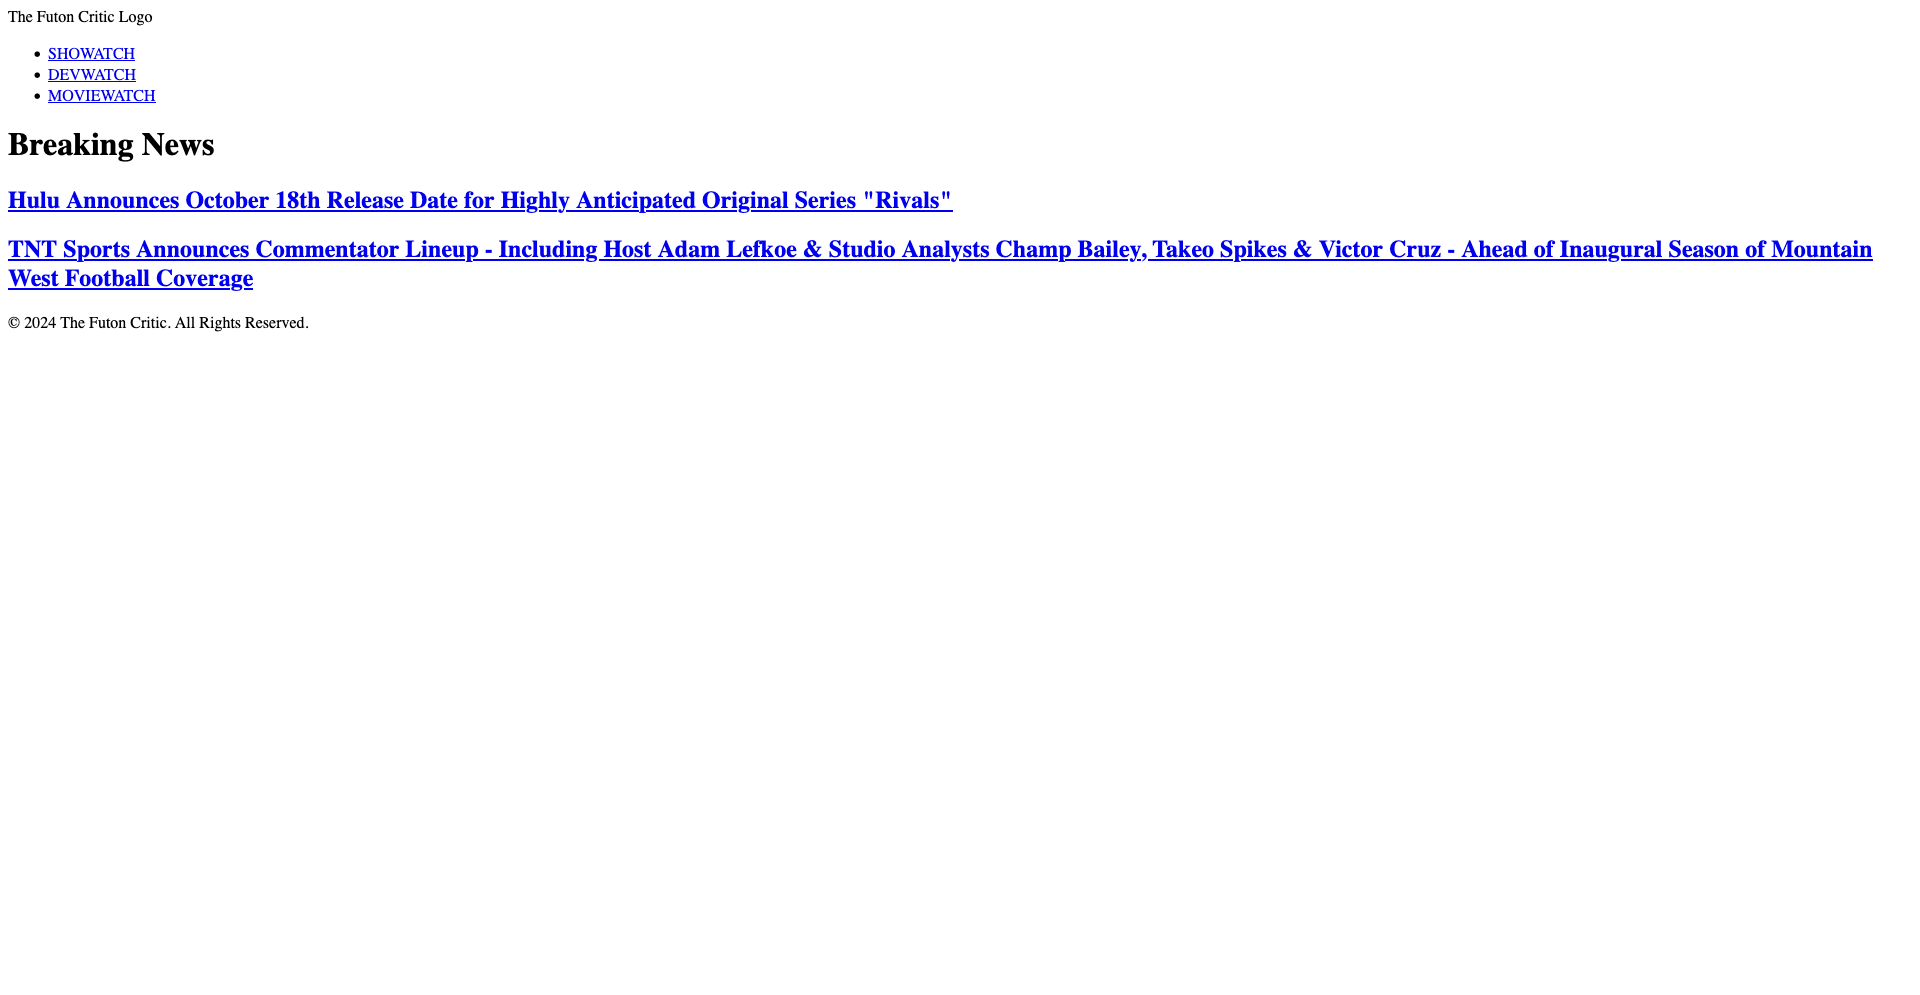 The Futon Critic Logo
SHOWATCH
DEVWATCH
MOVIEWATCH
Breaking News
Hulu Announces October 18th Release Date for Highly Anticipated Original Series "Rivals"
TNT Sports Announces Commentator Lineup - Including Host Adam Lefkoe & Studio Analysts Champ Bailey, Takeo Spikes & Victor Cruz - Ahead of Inaugural Season of Mountain
West Football Coverage
© 2024 The Futon Critic. All Rights Reserved.